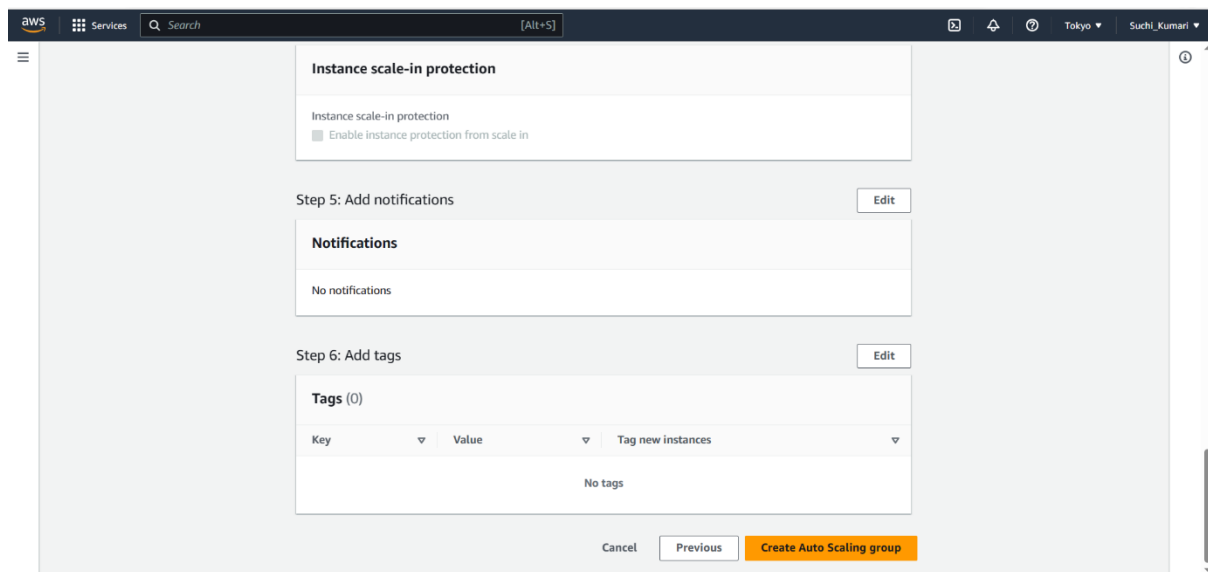 aws Services Search [Alt+S] Tokyo Suchi_Kumari
Instance scale-in protection
Instance scale-in protection
Enable instance protection from scale in
Step 5: Add notifications Edit
Notifications
No notifications
Step 6: Add tags Edit
Tags (0)
Key Value Tag new instances
No tags
Cancel Previous Create Auto Scaling group